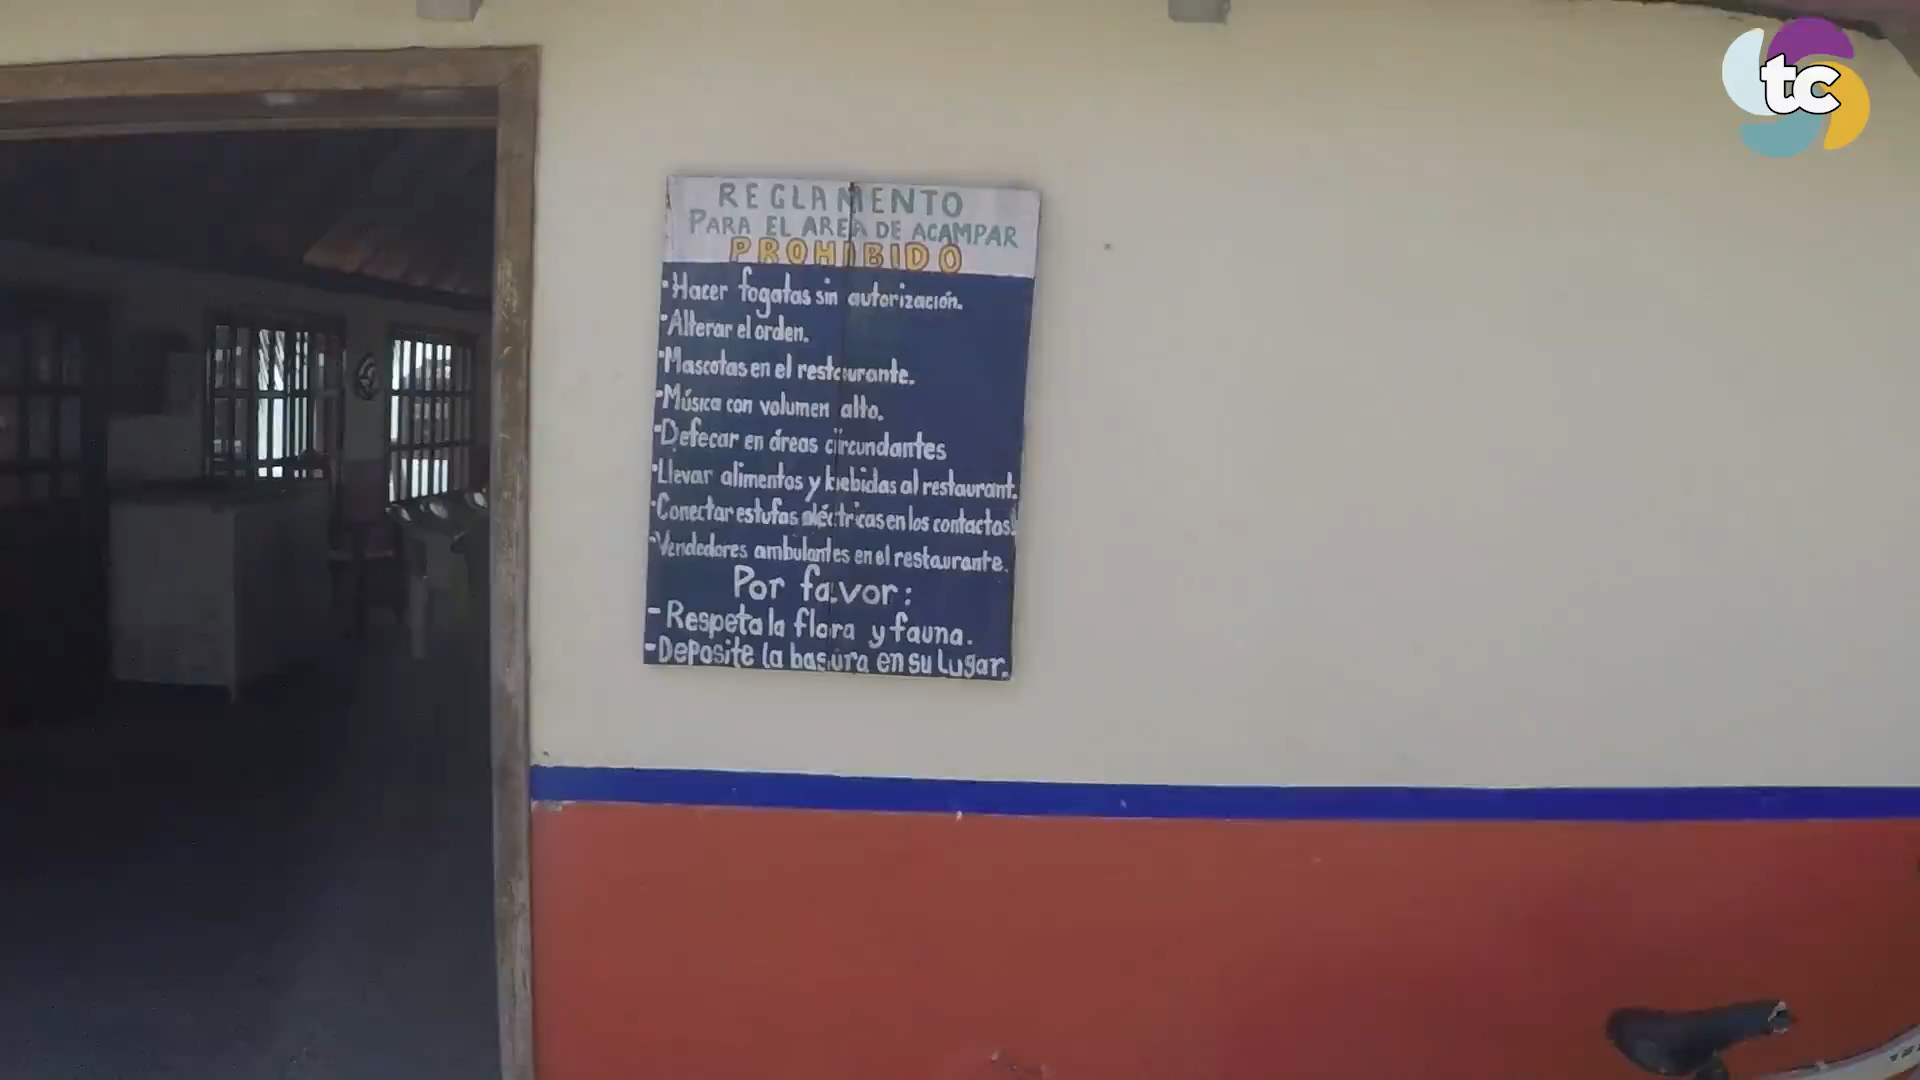 tc
REGLAMENTO
PARA EL AREA DE ACAMPAR
PROHIBIDO
-Hacer fogatas sin autorización.
-Alterar el orden.
-Mascotas en el restaurante.
-Música con volumen alto.
-Defecar en áreas circundantes
-Llevar alimentos y bebidas al restaurant.
-Conectar estufas eléctricas en los contactos.
-Vendedores ambulantes en el restaurante.
Por favor:
-Respeta la flora y fauna.
-Deposite la basura en su lugar.